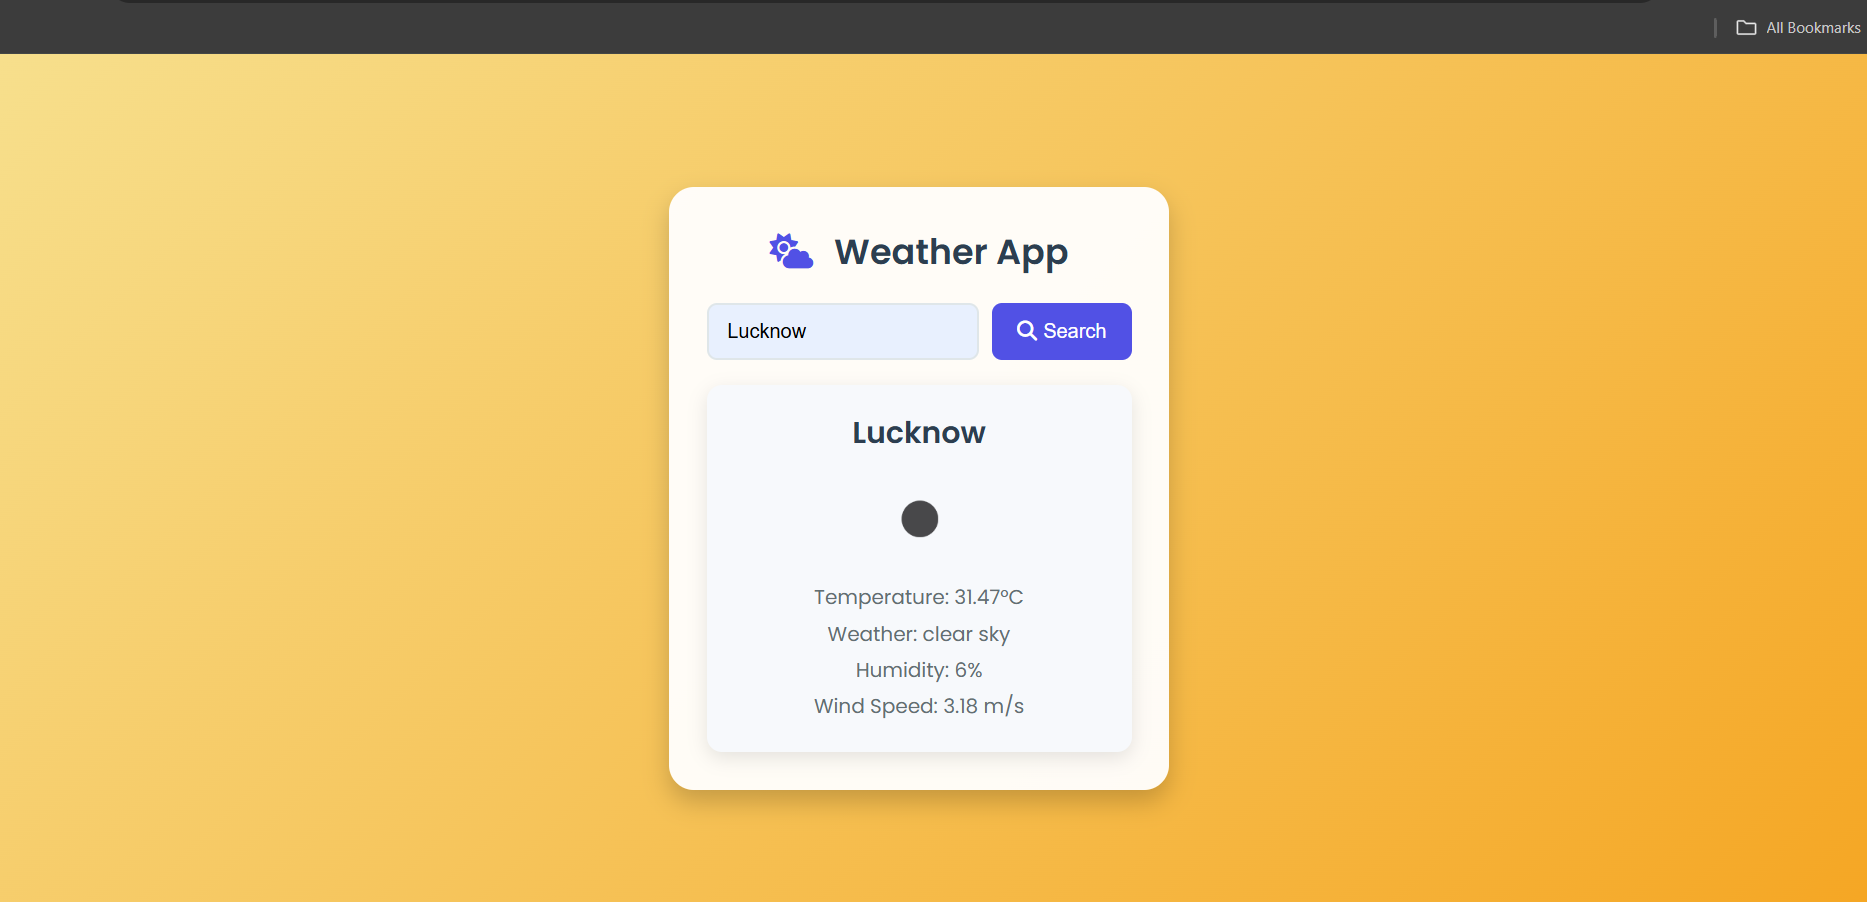 All Bookmarks
Weather App
Lucknow
Search
Lucknow
Temperature: 31.47°C
Weather: clear sky
Humidity: 6%
Wind Speed: 3.18 m/s